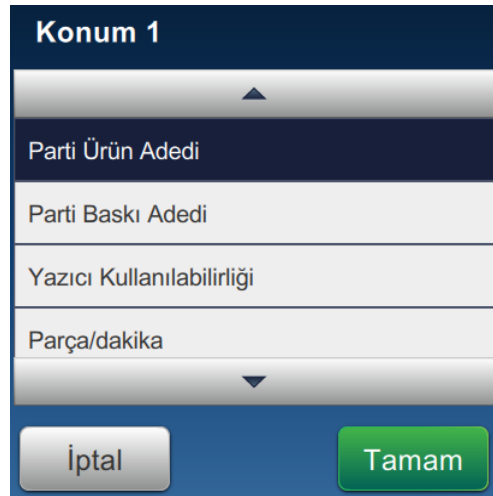 Konum 1
Parti Ürün Adedi
Parti Baskı Adedi
Yazıcı Kullanılabilirliği
Parça/dakika
İptal
Tamam